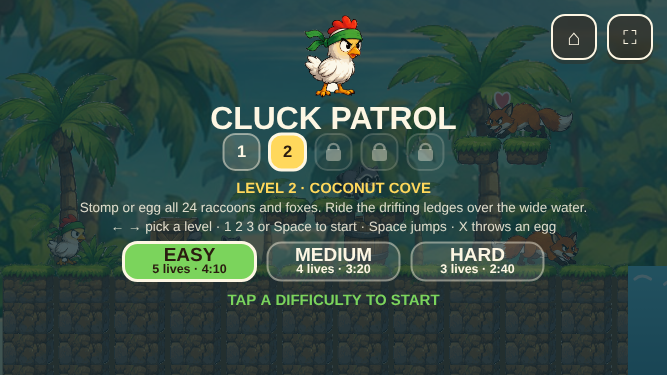 CLUCK PATROL
1 2
LEVEL 2 · COCONUT COVE
Stomp or egg all 24 raccoons and foxes. Ride the drifting ledges over the wide water.
← → pick a level · 1 2 3 or Space to start · Space jumps · X throws an egg
EASY MEDIUM HARD
5 lives · 4:10 4 lives · 3:20 3 lives · 2:40
TAP A DIFFICULTY TO START